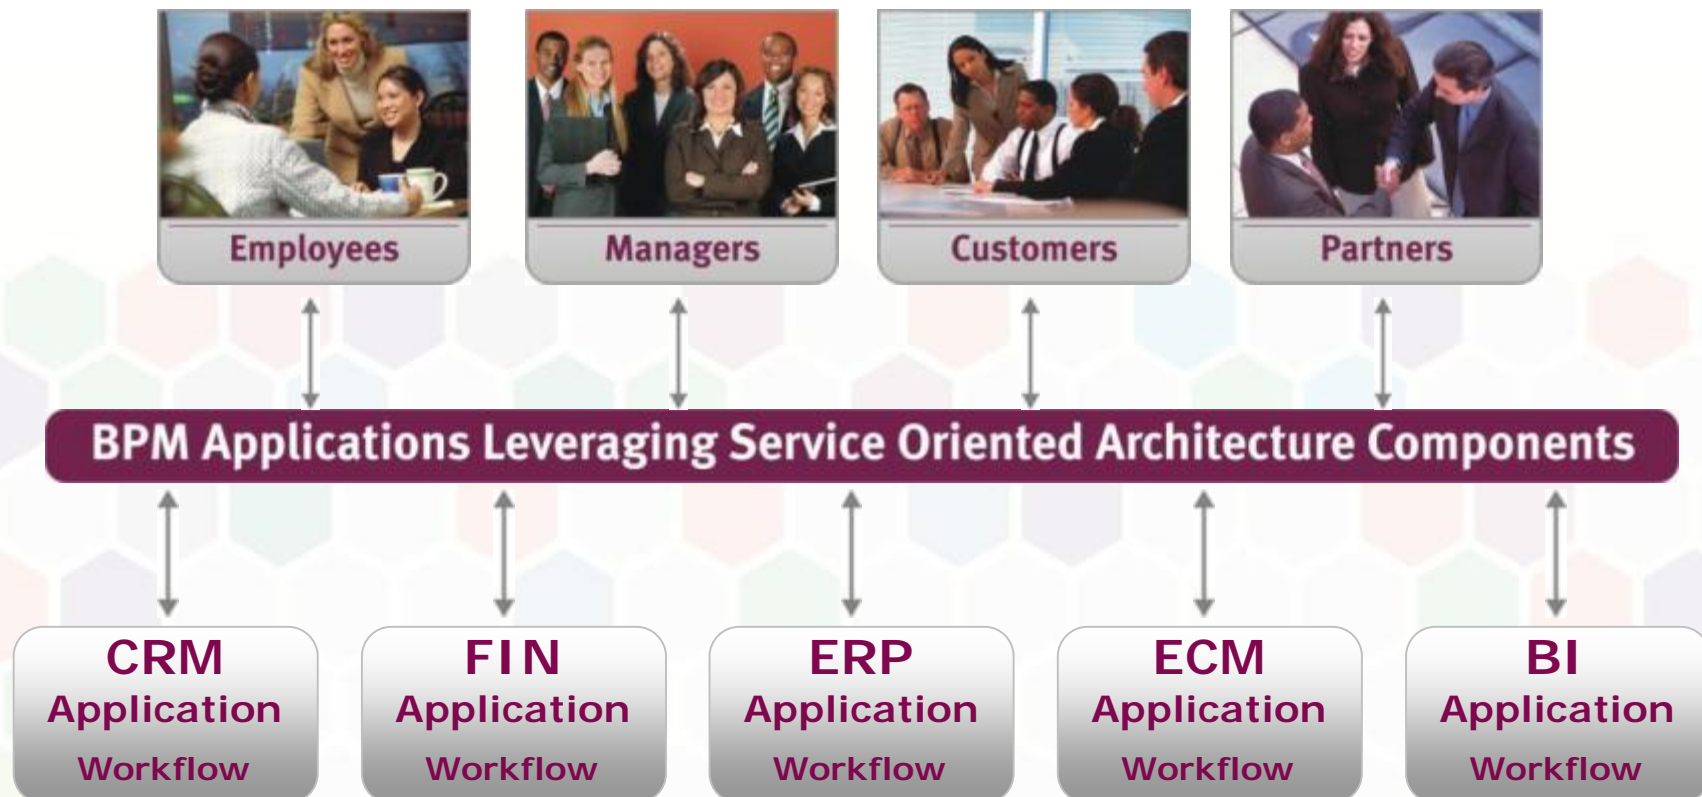 Employees
Managers
Customers
Partners
BPM Applications Leveraging Service Oriented Architecture Components
CRM
Application
Workflow
FIN
Application
Workflow
ERP
Application
Workflow
ECM
Application
Workflow
BI
Application
Workflow